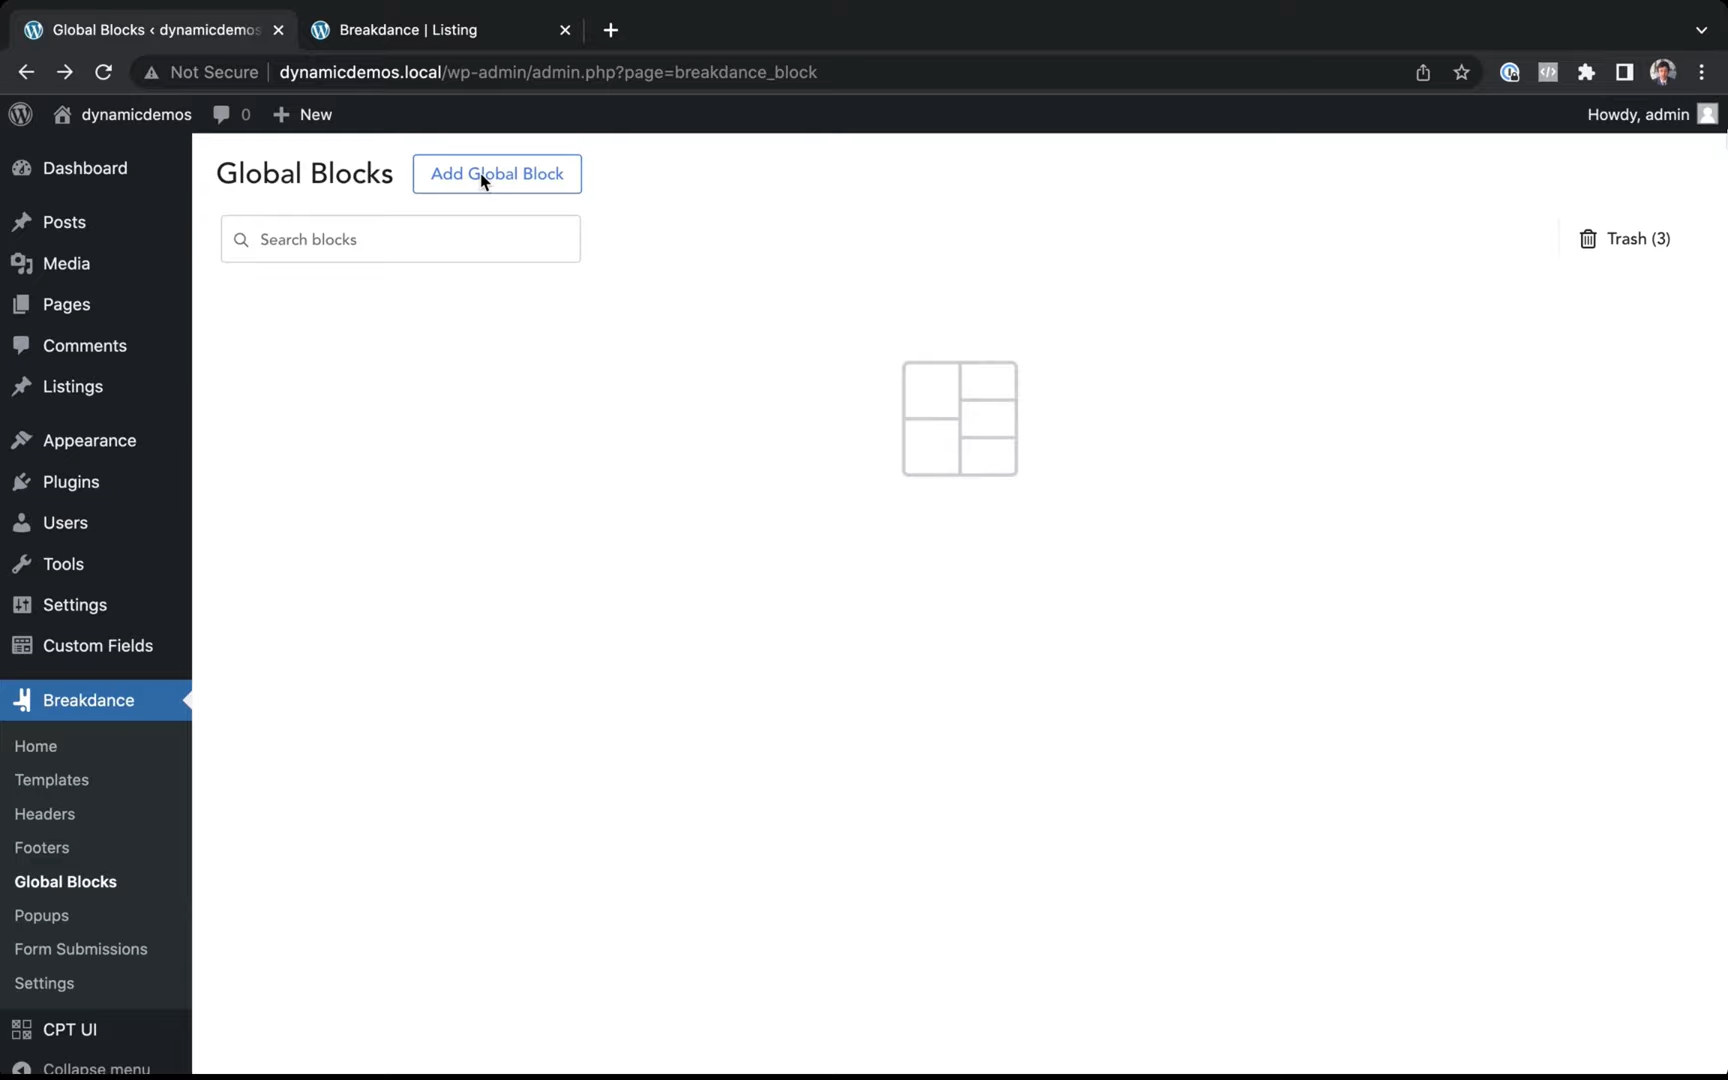 Global Blocks ‹ dynamicdemos
Breakdance | Listing
Not Secure
dynamicdemos.local/wp-admin/admin.php?page=breakdance_block
dynamicdemos
0
New
Howdy, admin
Dashboard
Posts
Media
Pages
Comments
Listings
Appearance
Plugins
Users
Tools
Settings
Custom Fields
Breakdance
Home
Templates
Headers
Footers
Global Blocks
Popups
Form Submissions
Settings
CPT UI
Collapse menu
Global Blocks
Add Global Block
Search blocks
Trash (3)